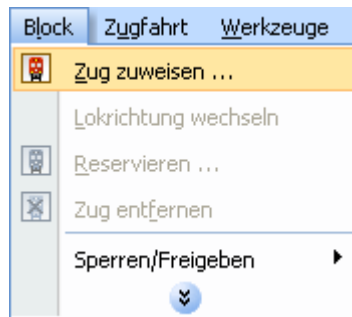 Block Zugfahrt Werkzeuge
Zug zuweisen ...
Lokrichtung wechseln
Reservieren ...
Zug entfernen
Sperren/Freigeben